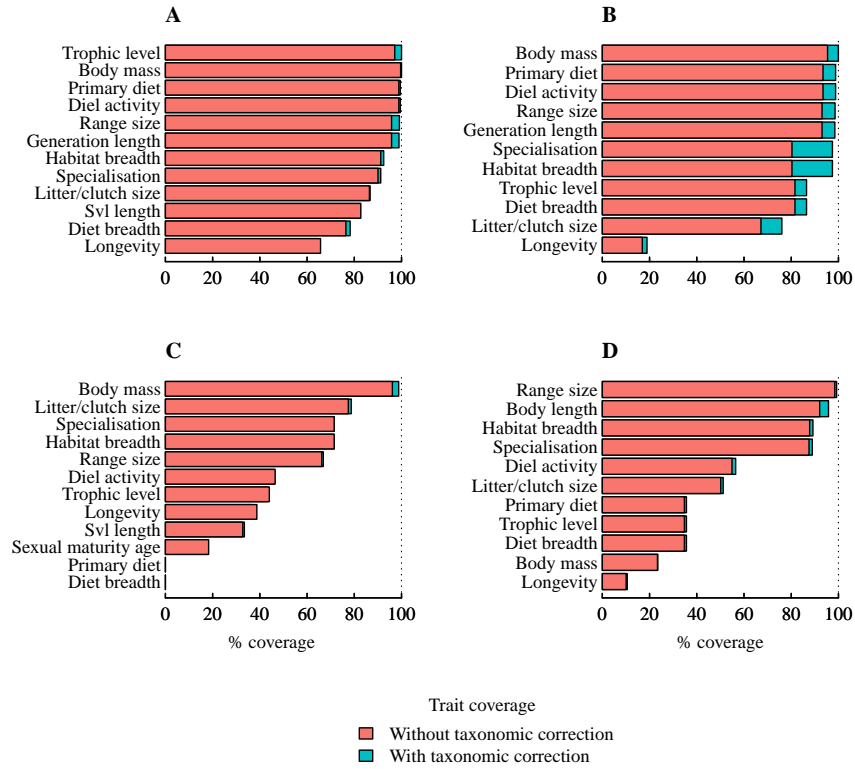 A
Trophic level
Body mass
Primary diet
Diel activity
Range size
Generation length
Habitat breadth
Specialisation
Litter/clutch size
Svl length
Diet breadth
Longevity
0 20 40 60 80 100
B
Body mass
Primary diet
Diel activity
Range size
Generation length
Specialisation
Habitat breadth
Trophic level
Diet breadth
Litter/clutch size
Longevity
0 20 40 60 80 100
C
Body mass
Litter/clutch size
Specialisation
Habitat breadth
Range size
Diel activity
Trophic level
Longevity
Svl length
Sexual maturity age
Primary diet
Diet breadth
0 20 40 60 80 100
% coverage
D
Range size
Body length
Habitat breadth
Specialisation
Diel activity
Litter/clutch size
Primary diet
Trophic level
Diet breadth
Body mass
Longevity
0 20 40 60 80 100
% coverage
Trait coverage
Without taxonomic correction
With taxonomic correction